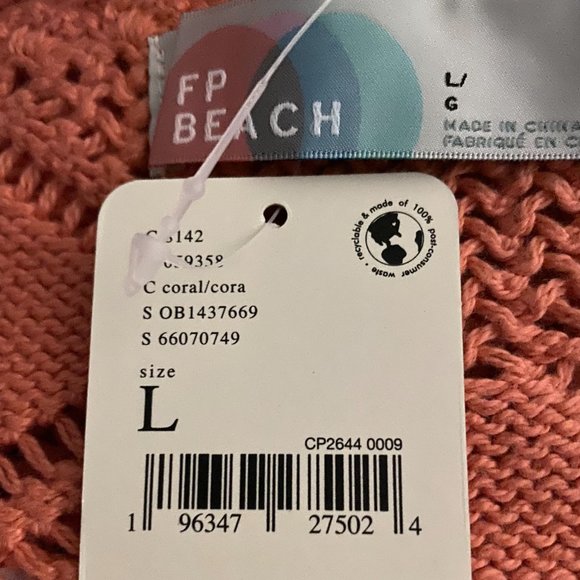 FP
BEACH
L/
G
MADE IN CHINA
FABRIQUÉ EN
recyclable & made of 100% post-consumer waste
8142
C coral/cora
S OB1437669
S 66070749
size
L
CP2644 0009
1 96347 27502 4